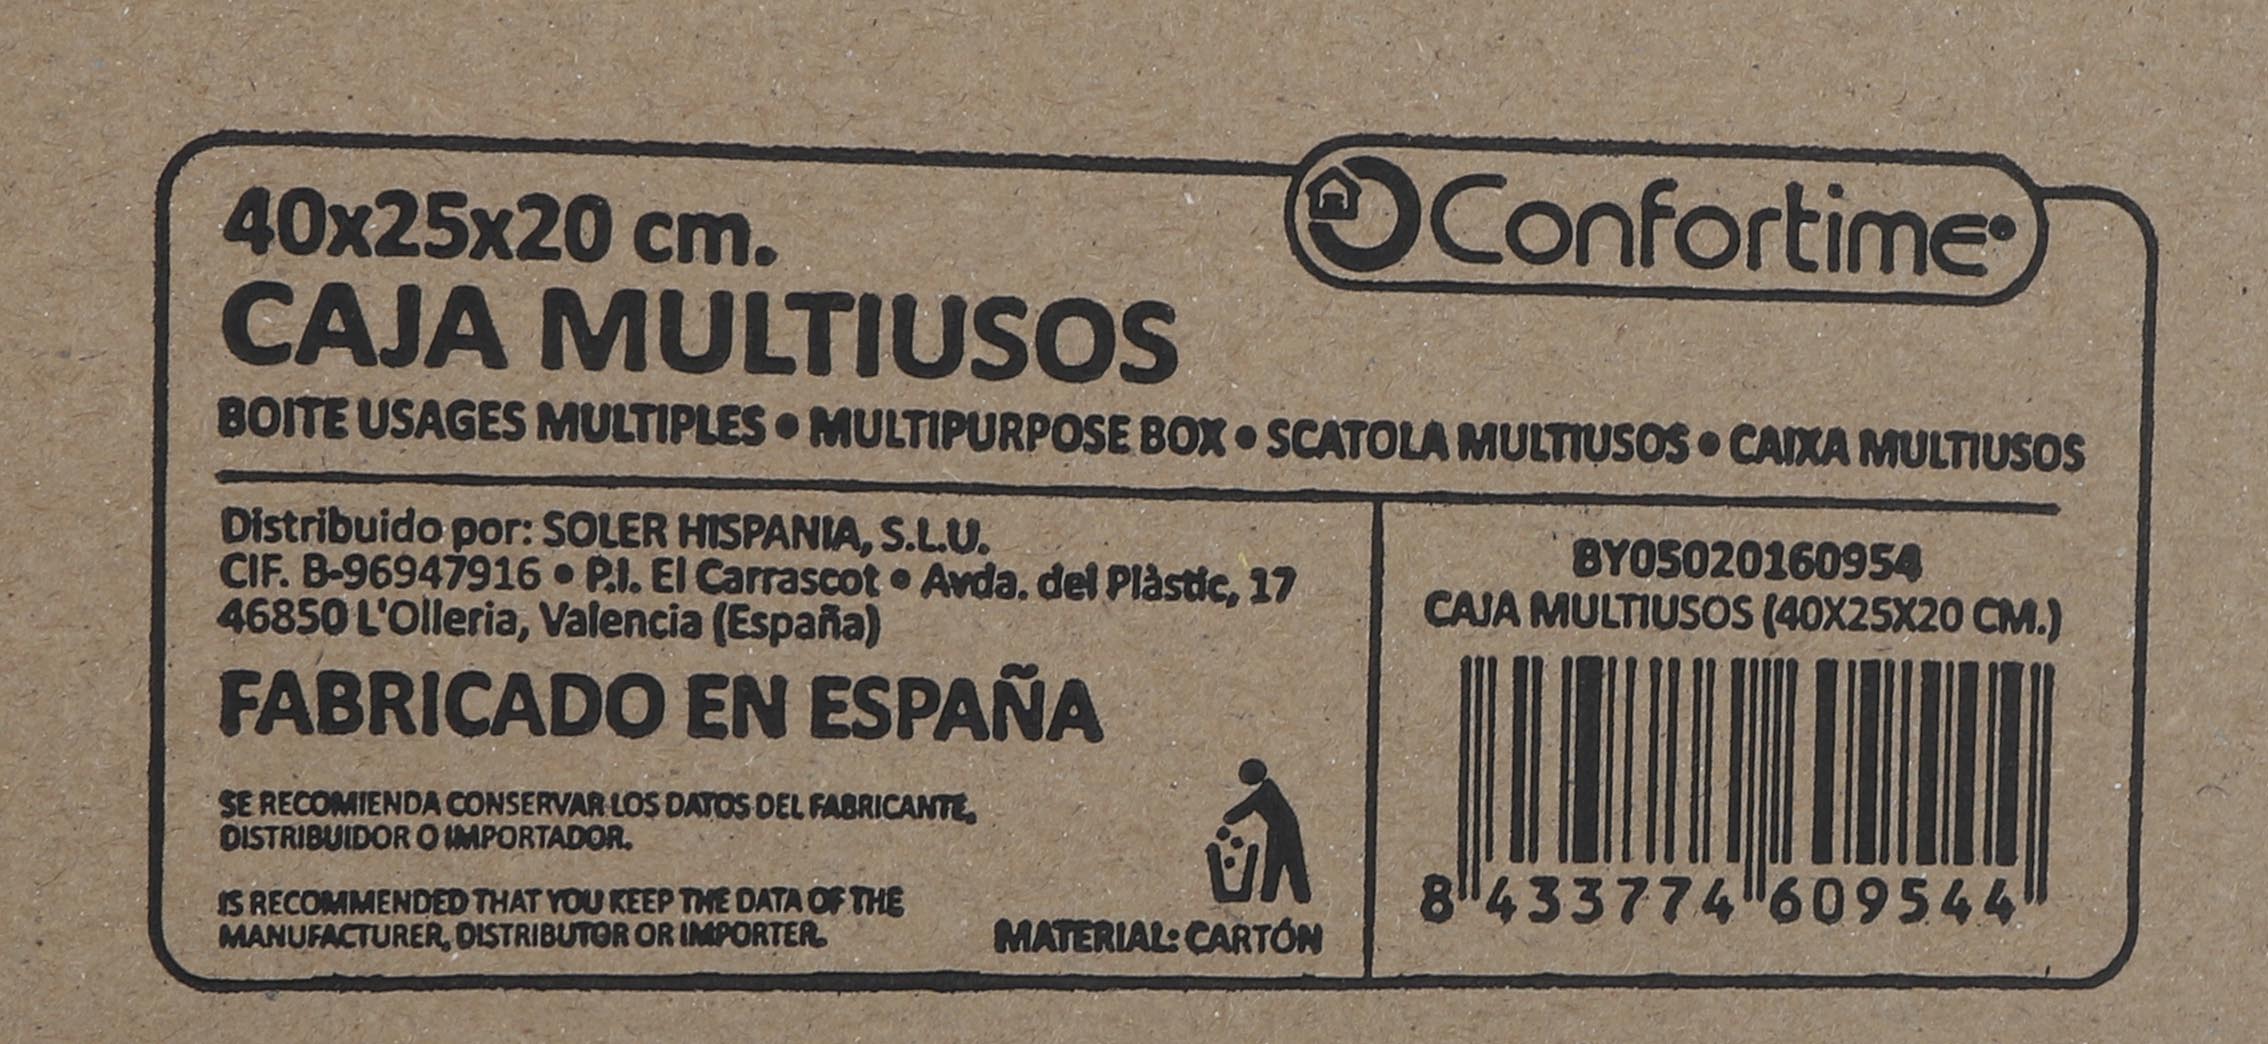 Confortime
40x25x20 cm.
CAJA MULTIUSOS
BOITE USAGES MULTIPLES • MULTIPURPOSE BOX • SCATOLA MULTIUSOS • CAIXA MULTIUSOS
Distribuido por: SOLER HISPANIA, S.L.U.
CIF. B-96947916 • P.I. El Carrascot • Avda. del Plàstic, 17
46850 L'Olleria, Valencia (España)
FABRICADO EN ESPAÑA
SE RECOMIENDA CONSERVAR LOS DATOS DEL FABRICANTE,
DISTRIBUIDOR O IMPORTADOR.
IS RECOMMENDED THAT YOU KEEP THE DATA OF THE
MANUFACTURER, DISTRIBUTOR OR IMPORTER.
MATERIAL: CARTÓN
BY05020160954
CAJA MULTIUSOS (40X25X20 CM.)
8 433774 609544